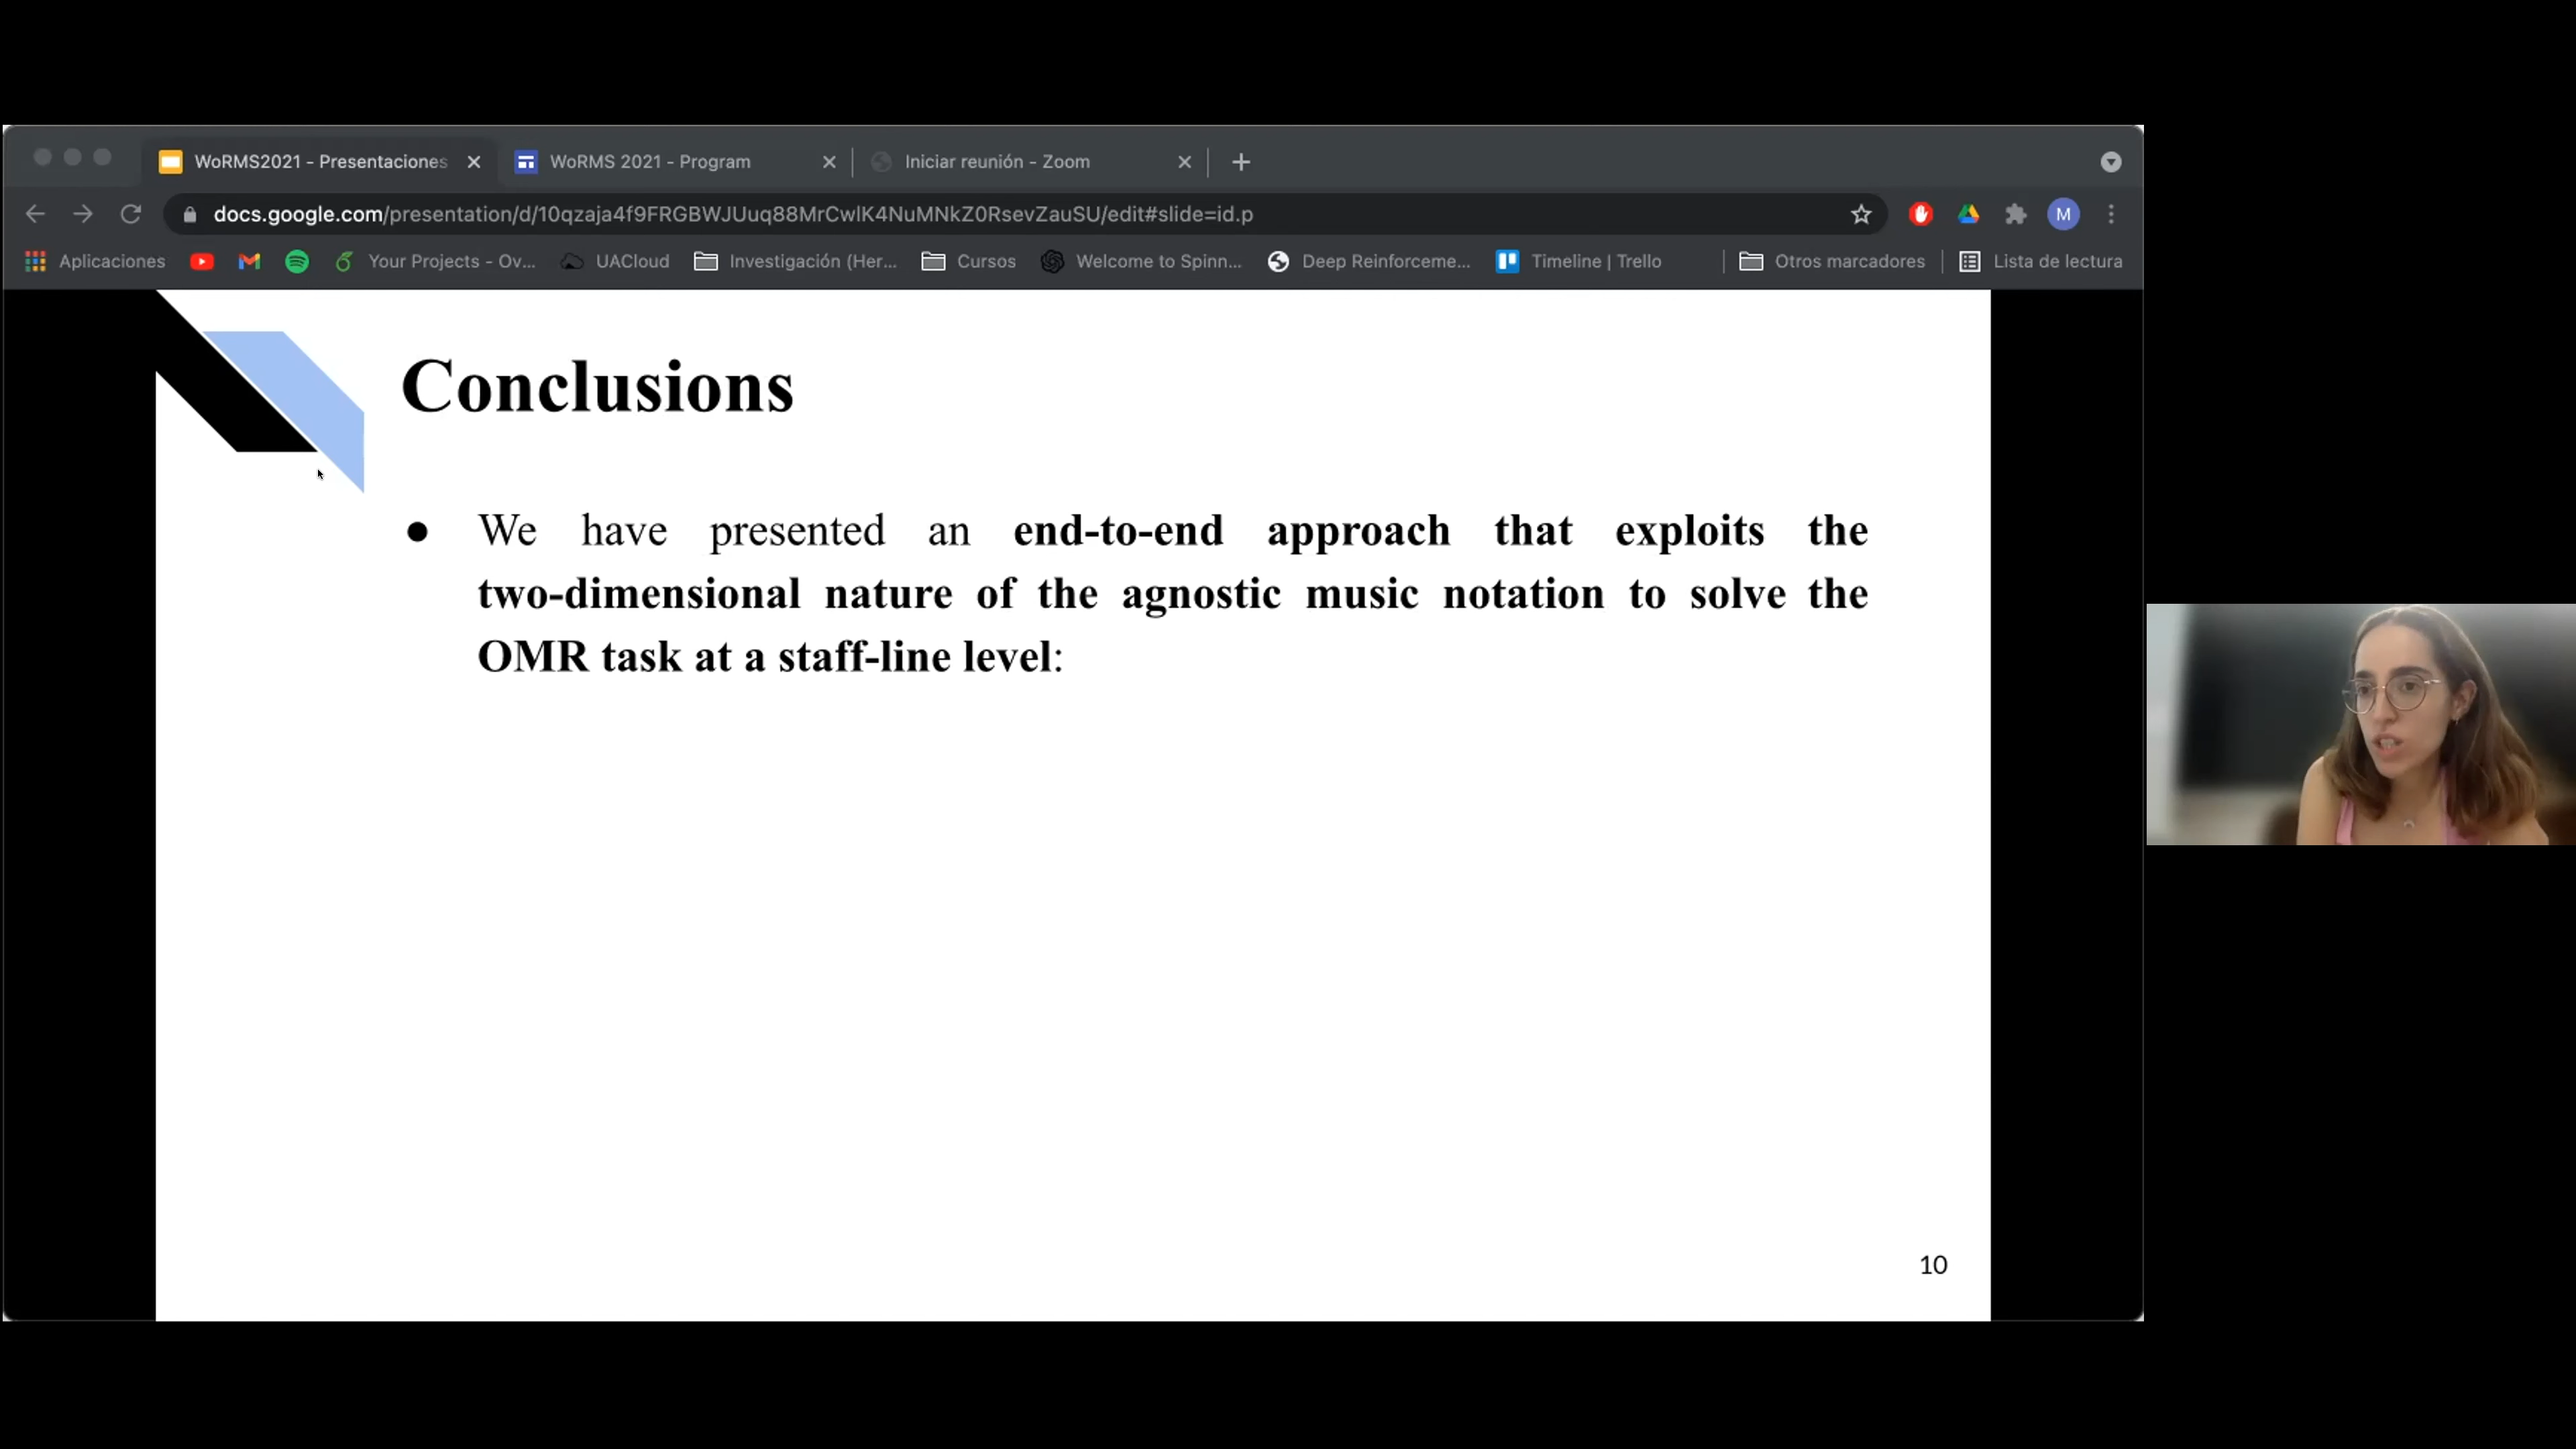 WoRMS2021 - Presentaciones
WoRMS 2021 - Program
Iniciar reunión - Zoom
docs.google.com/presentation/d/10qzaja4f9FRGBWJUuq88MrCwlK4NuMNkZ0RsevZauSU/edit#slide=id.p
M
Aplicaciones
Your Projects - Ov...
UACloud
Investigación (Her...
Cursos
Welcome to Spinn...
Deep Reinforceme...
Timeline | Trello
Otros marcadores
Lista de lectura
Conclusions
● We have presented an end-to-end approach that exploits the
two-dimensional nature of the agnostic music notation to solve the
OMR task at a staff-line level:
10